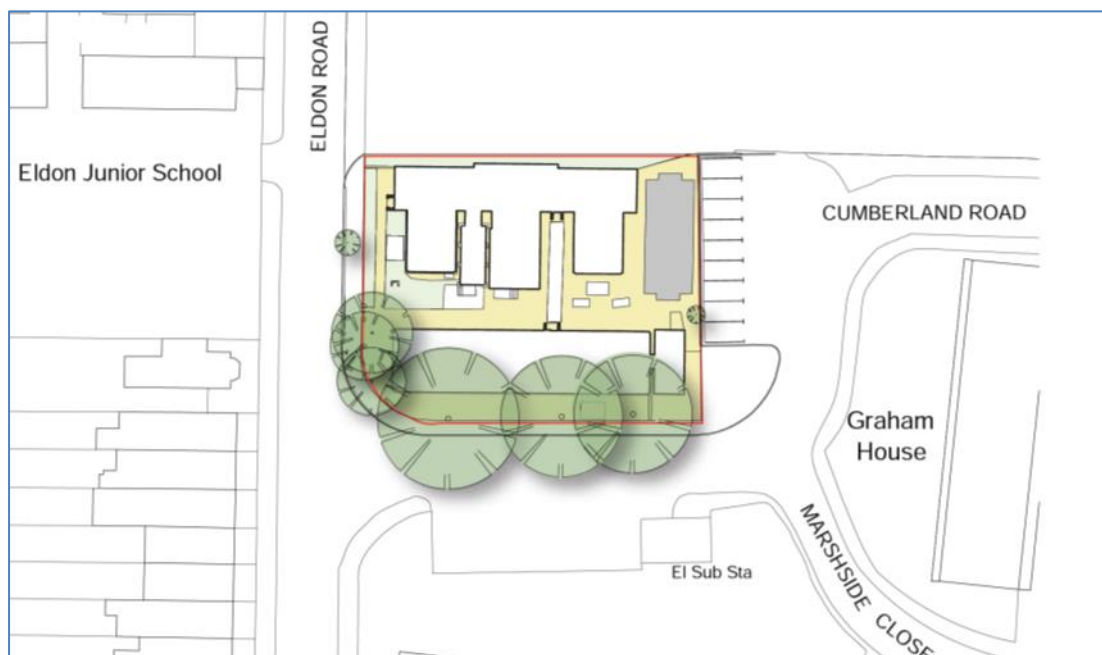 ELDON ROAD
Eldon Junior School
CUMBERLAND ROAD
Graham
House
El Sub Sta
MARSHSIDE CLOSE